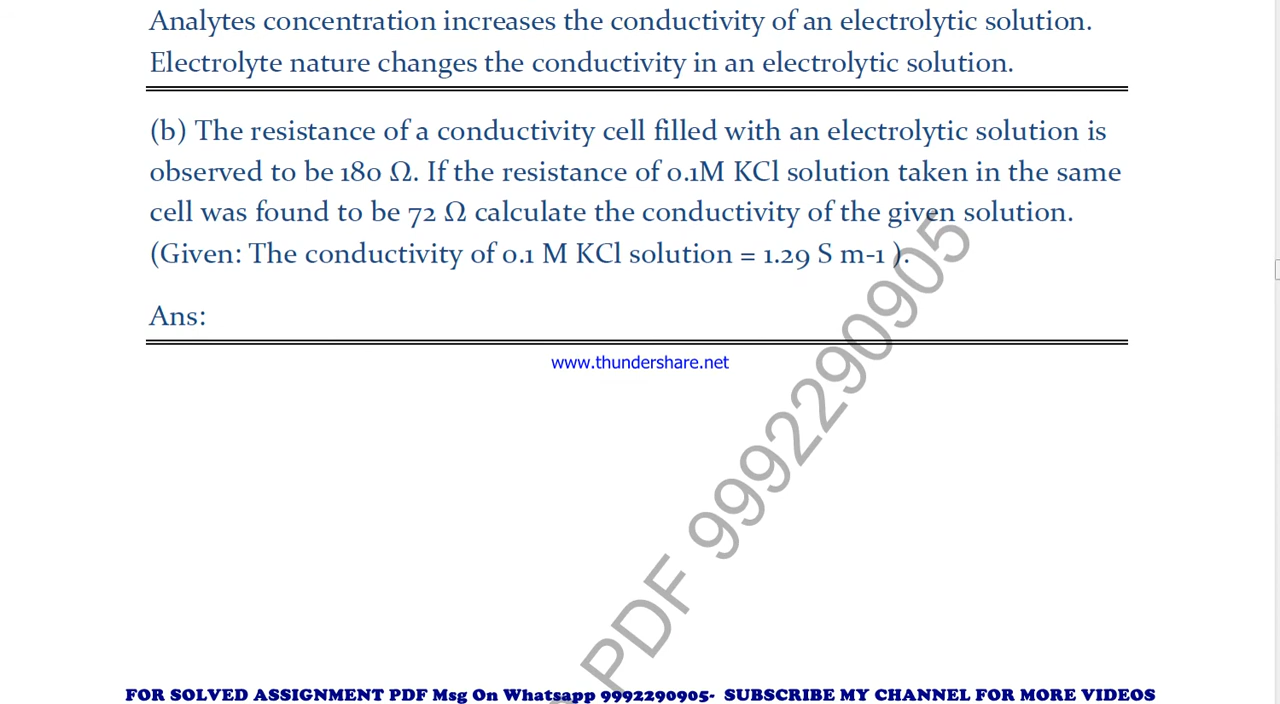 Analytes concentration increases the conductivity of an electrolytic solution.
Electrolyte nature changes the conductivity in an electrolytic solution.
(b) The resistance of a conductivity cell filled with an electrolytic solution is
observed to be 180 Ω. If the resistance of 0.1M KCl solution taken in the same
cell was found to be 72 Ω calculate the conductivity of the given solution.
(Given: The conductivity of 0.1 M KCl solution = 1.29 S m-1 ).
Ans:
www.thundershare.net
PDF 9992290905
FOR SOLVED ASSIGNMENT PDF Msg On Whatsapp 9992290905- SUBSCRIBE MY CHANNEL FOR MORE VIDEOS